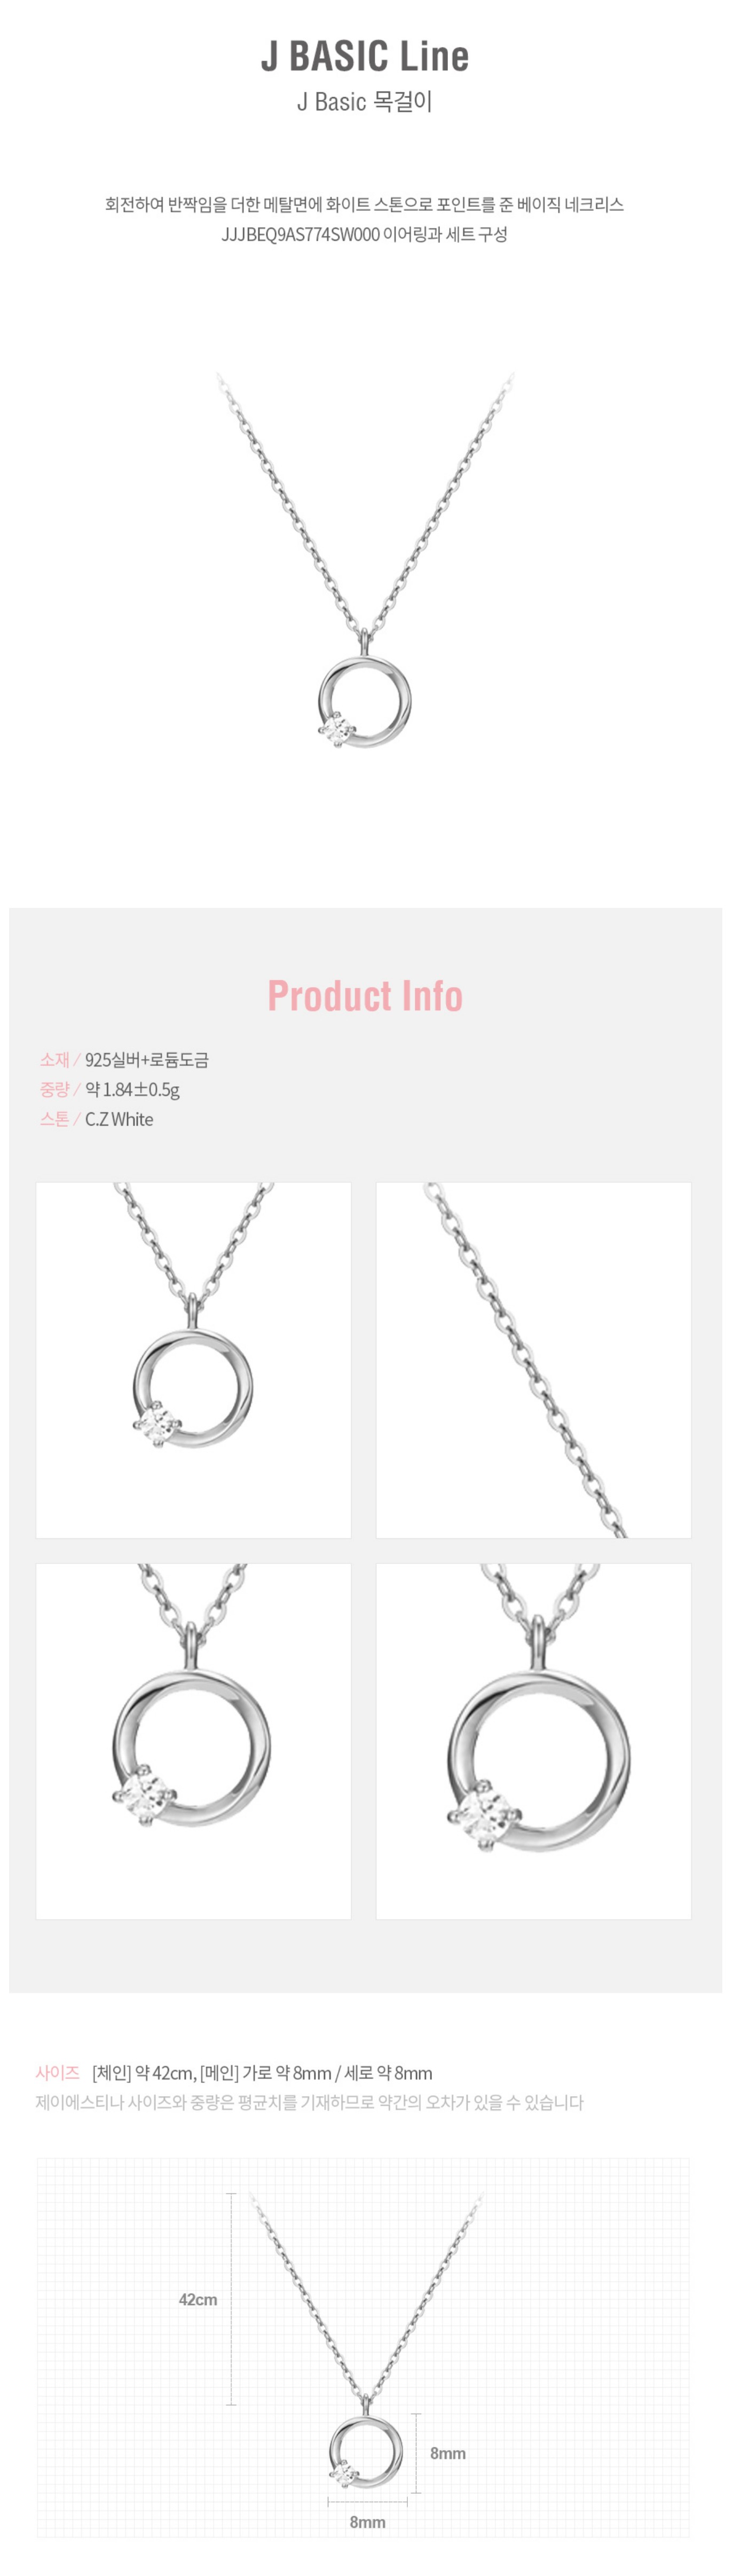 J BASIC Line
J Basic 목걸이
회전하여 반짝임을 더한 메탈면에 화이트 스톤으로 포인트를 준 베이직 네크리스
JJJBEQ9AS774SW000 이어링과 세트 구성
Product Info
소재 / 925실버+로듐도금
중량 / 약 1.84±0.5g
스톤 / C.Z White
사이즈 [체인] 약 42cm, [메인] 가로 약 8mm / 세로 약 8mm
제이에스티나 사이즈와 중량은 평균치를 기재하므로 약간의 오차가 있을 수 있습니다
42cm
8mm
8mm